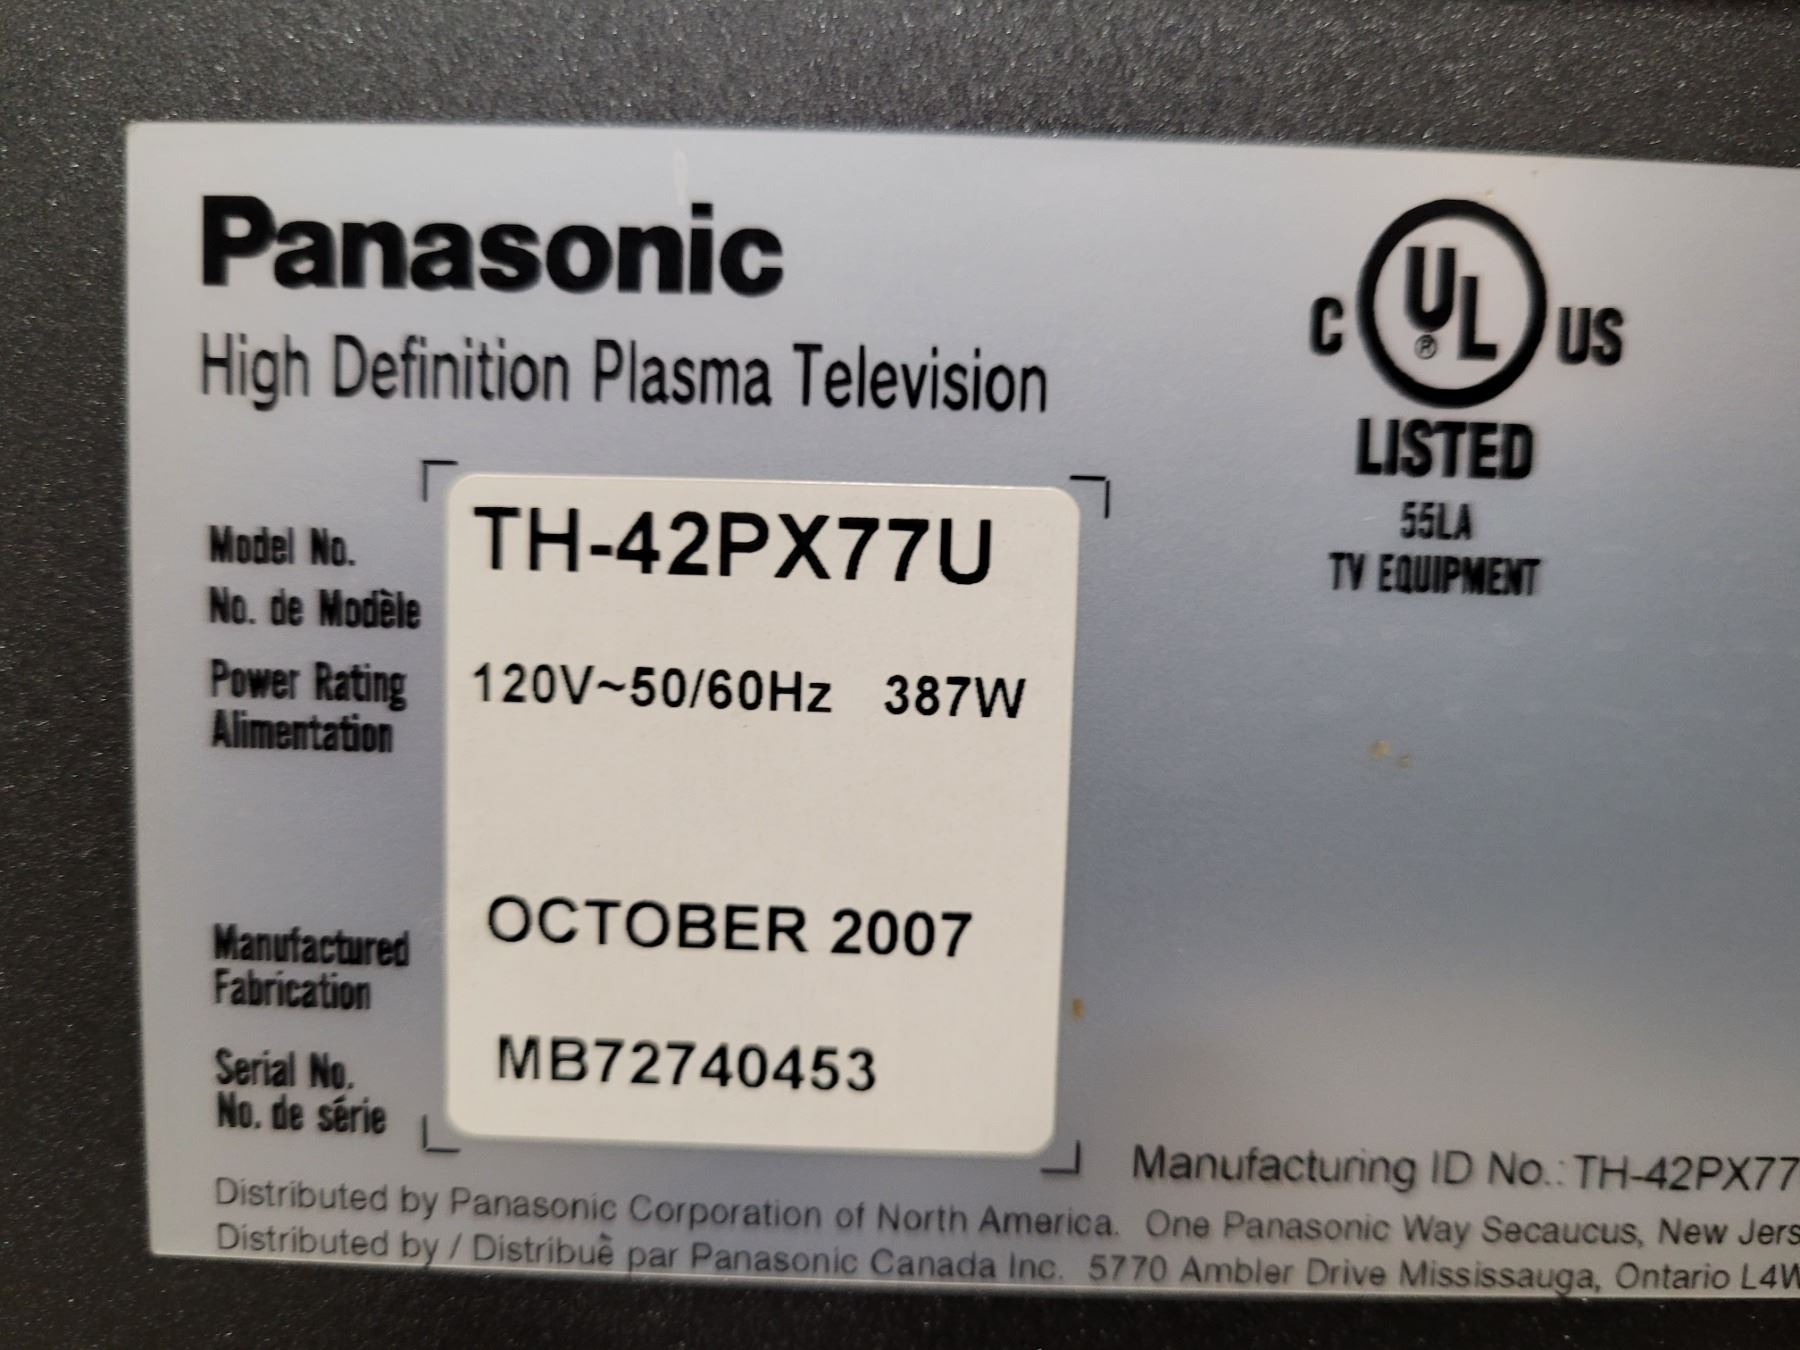 Panasonic
High Definition Plasma Television
C UL® US
LISTED
55LA
TV EQUIPMENT
Model No.
No. de Modèle
TH-42PX77U
Power Rating
Alimentation
120V~50/60Hz 387W
Manufactured
Fabrication
OCTOBER 2007
Serial No.
No. de série
MB72740453
Manufacturing ID No.: TH-42PX77
Distributed by Panasonic Corporation of North America. One Panasonic Way Secaucus, New Jers
Distributed by / Distribuè par Panasonic Canada Inc. 5770 Ambler Drive Mississauga, Ontario L4W